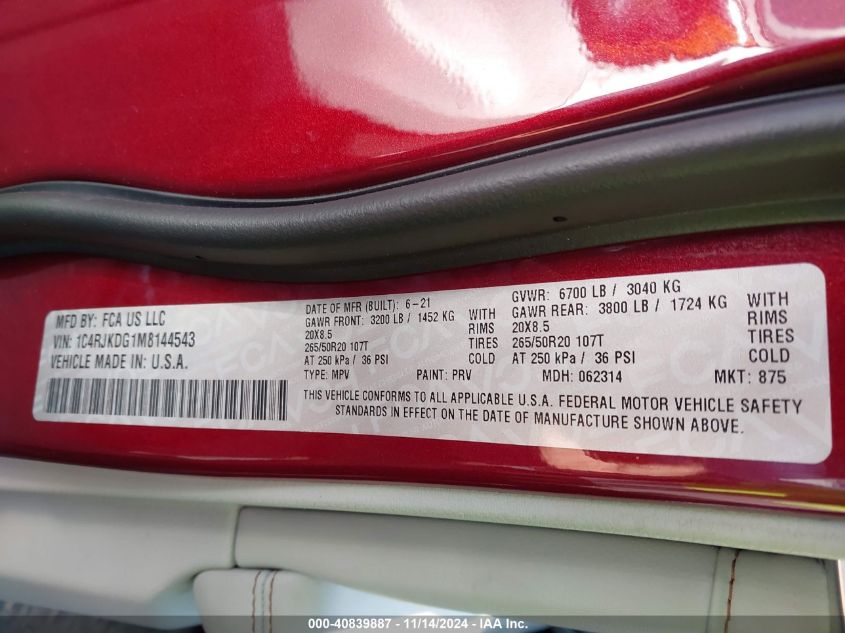 MFD BY: FCA US LLC
VIN: 1C4RJKDG1M8144543
VEHICLE MADE IN: U.S.A.
DATE OF MFR (BUILT): 6-21
GAWR FRONT: 3200 LB / 1452 KG WITH
20X8.5 RIMS
265/50R20 107T TIRES
AT 250 kPa / 36 PSI COLD
TYPE: MPV PAINT: PRV MDH: 062314 MKT: 875
GVWR: 6700 LB / 3040 KG
GAWR REAR: 3800 LB / 1724 KG WITH
20X8.5 RIMS
265/50R20 107T TIRES
AT 250 kPa / 36 PSI COLD
THIS VEHICLE CONFORMS TO ALL APPLICABLE U.S.A. FEDERAL MOTOR VEHICLE SAFETY
STANDARDS IN EFFECT ON THE DATE OF MANUFACTURE SHOWN ABOVE.
000-40839887 - 11/14/2024 - IAA Inc.